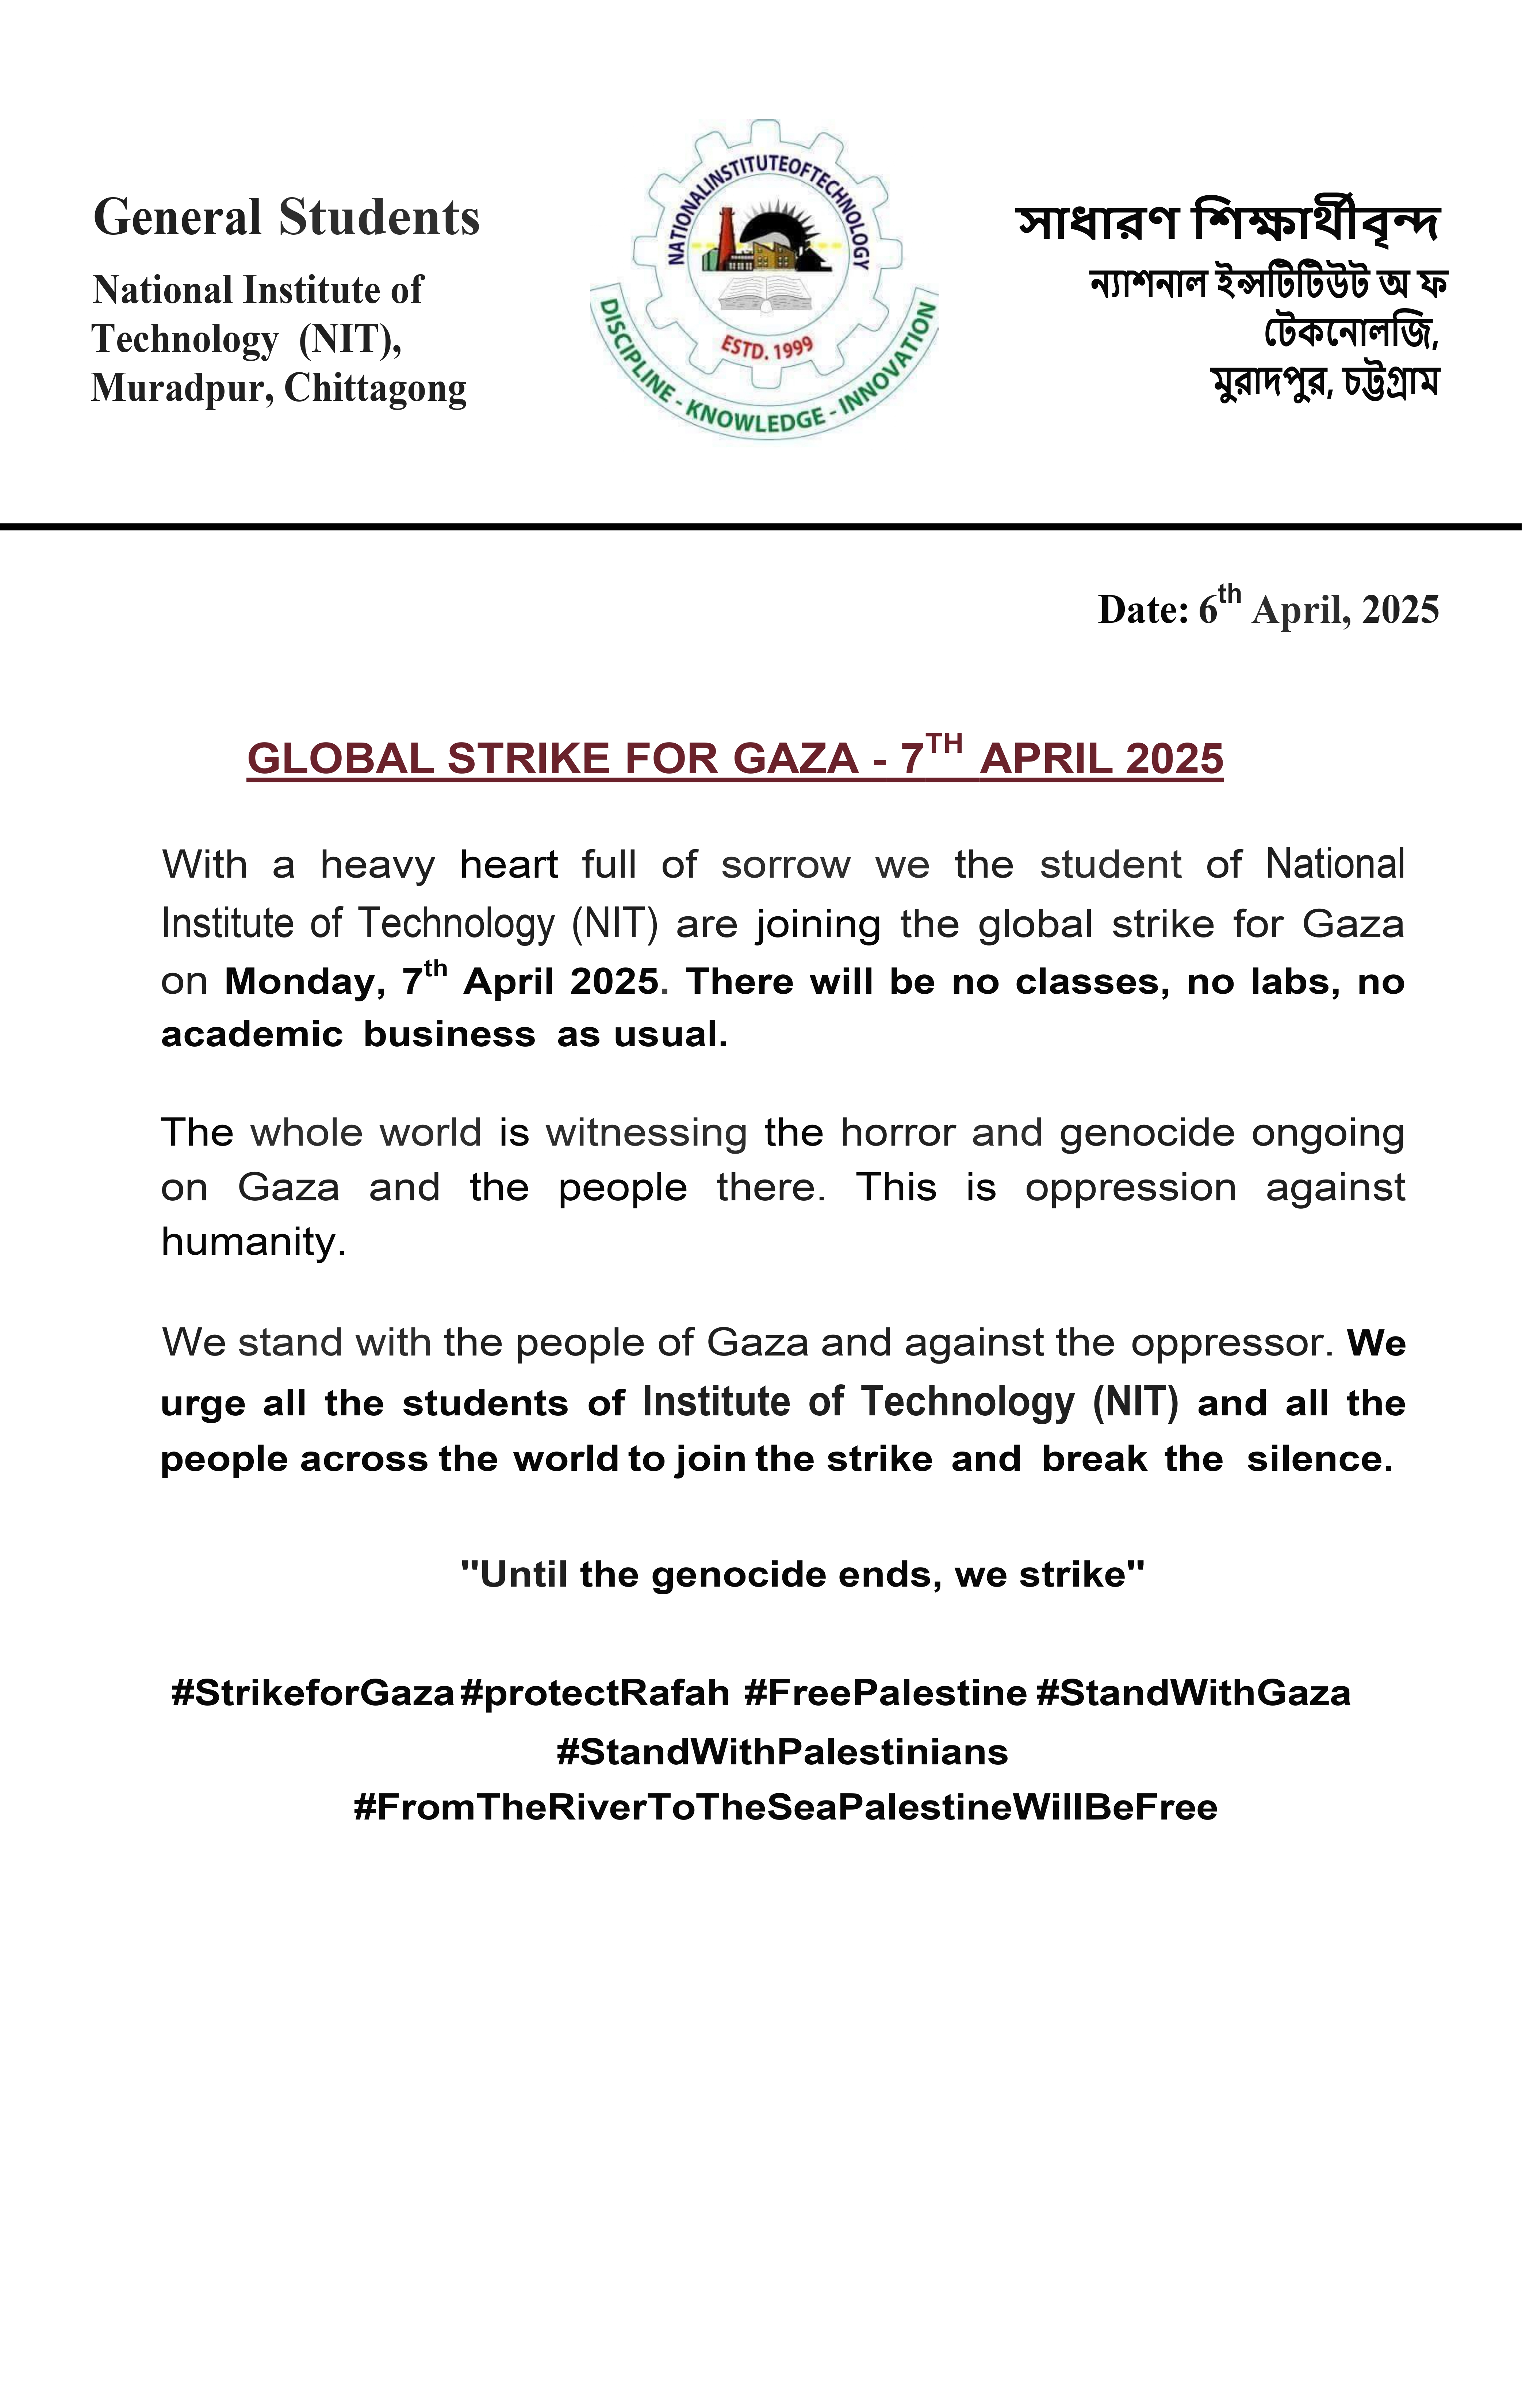 General Students
National Institute of
Technology (NIT),
Muradpur, Chittagong
NATIONALINSTITUTEOFTECHNOLOGY
ESTD. 1999
DISCIPLINE - KNOWLEDGE - INNOVATION
সাধারণ শিক্ষার্থীবৃন্দ
ন্যাশনাল ইন্সটিটিউট অ ফ
টেকনোলজি,
মুরাদপুর, চট্টগ্রাম
Date: 6th April, 2025
GLOBAL STRIKE FOR GAZA - 7TH APRIL 2025
With a heavy heart full of sorrow we the student of National
Institute of Technology (NIT) are joining the global strike for Gaza
on Monday, 7th April 2025. There will be no classes, no labs, no
academic business as usual.
The whole world is witnessing the horror and genocide ongoing
on Gaza and the people there. This is oppression against
humanity.
We stand with the people of Gaza and against the oppressor. We
urge all the students of Institute of Technology (NIT) and all the
people across the world to join the strike and break the silence.
"Until the genocide ends, we strike"
#StrikeforGaza #protectRafah #FreePalestine #StandWithGaza
#StandWithPalestinians
#FromTheRiverToTheSeaPalestineWillBeFree